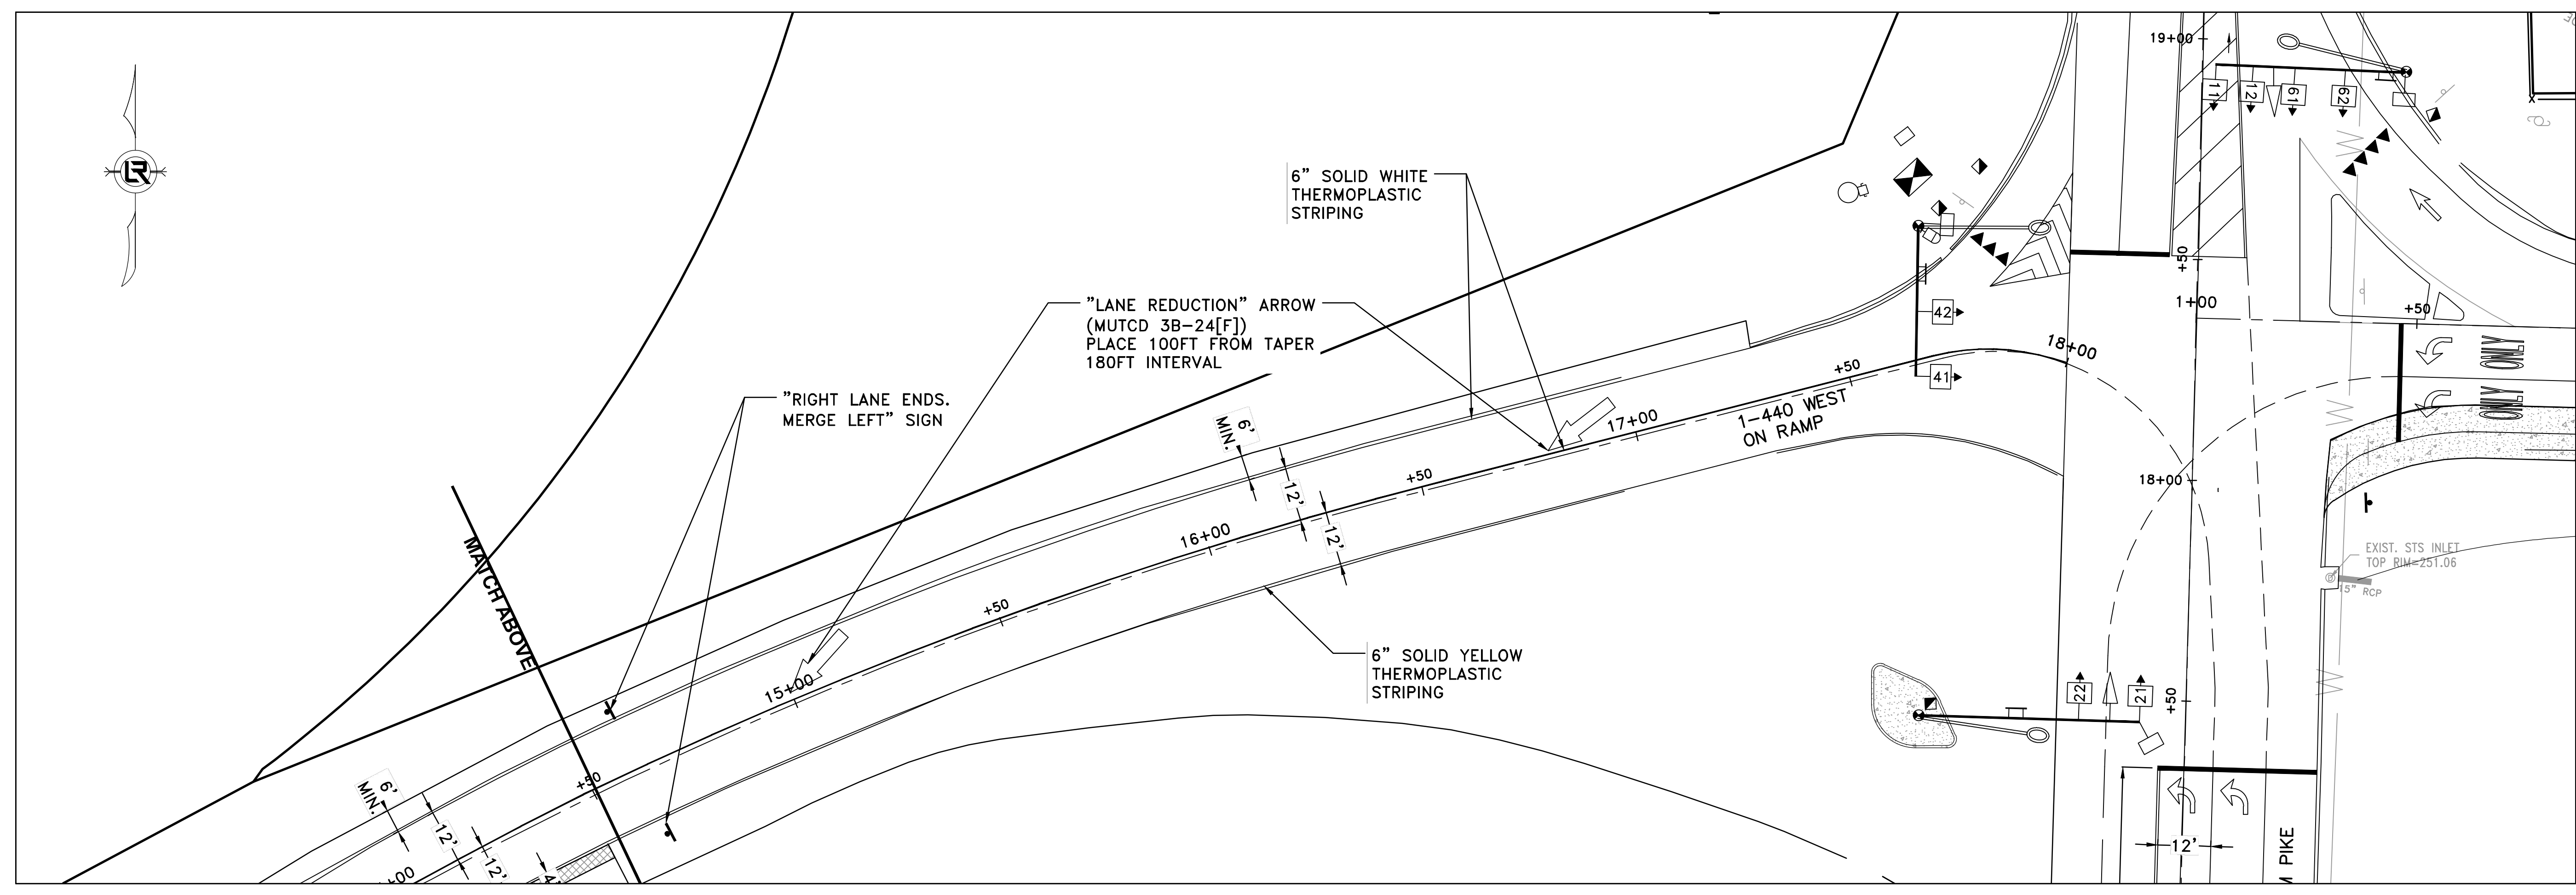 19+00
11
12
61
62
6" SOLID WHITE
THERMOPLASTIC
STRIPING
+50
1+00
+50
"LANE REDUCTION" ARROW
(MUTCD 3B-24[F])
PLACE 100FT FROM TAPER
180FT INTERVAL
42
41
18+00
+50
ONLY
ONLY
"RIGHT LANE ENDS.
MERGE LEFT" SIGN
6'
MIN.
12'
12'
17+00
1-440 WEST
ON RAMP
+50
16+00
18+00
MATCH ABOVE
+50
EXIST. STS INLET
TOP RIM=251.06
15" RCP
15+00
6" SOLID YELLOW
THERMOPLASTIC
STRIPING
22
21
+50
+50
6'
MIN.
12'
12'
4'
+00
12'
M PIKE